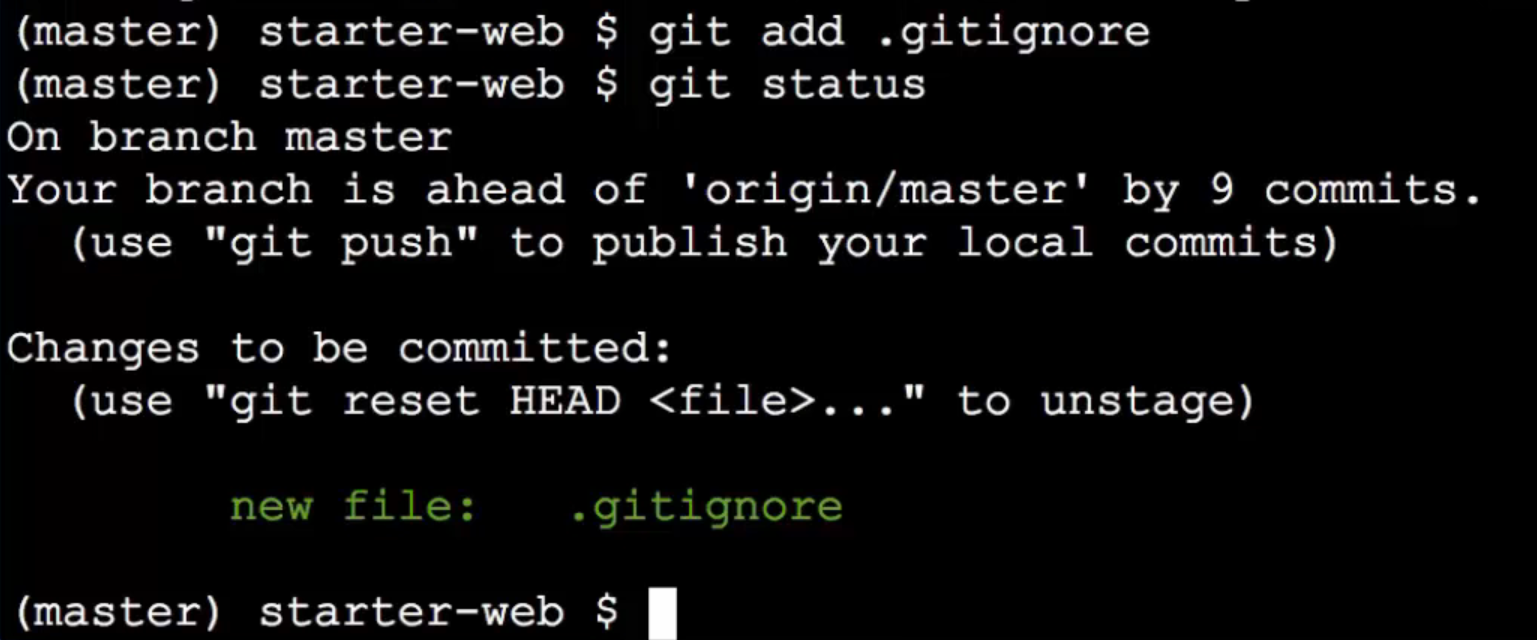 (master) starter-web $ git add .gitignore
(master) starter-web $ git status
On branch master
Your branch is ahead of 'origin/master' by 9 commits.
  (use "git push" to publish your local commits)

Changes to be committed:
  (use "git reset HEAD <file>..." to unstage)

        new file:   .gitignore

(master) starter-web $